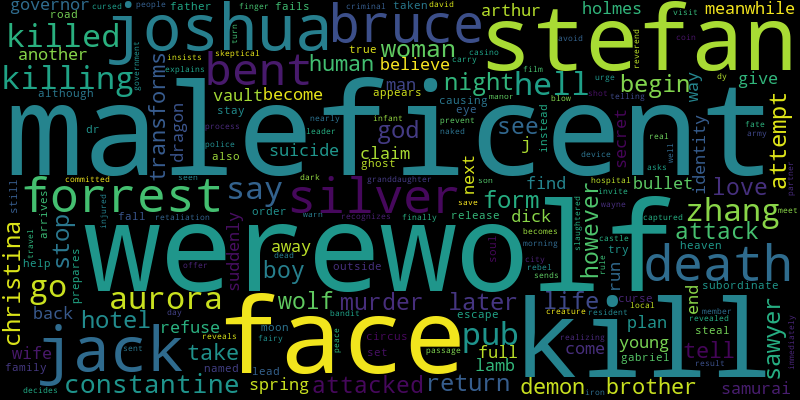 governor road father finger fails cursed people joshua bruce criminal david taken arthur holmes meanwhile
killed another turn insists skeptical true casino woman stefan reverend visit coin avoid
killing although transforms dragon bent human believe carry explains government
vault become night hell begin film urge give way telling
maleficent
dr stay eye appears man causing see instead secret identity attempt
process nearly police leader also suicide god infant prevent naked blow j device real army fate well
claim ghost
still committed seen dark granddaughter next find bullet love asks partner
forrest say silver form hospital invite wayne zhang meet
christina travel arrives stop injured retaliation order fall suddenly warn recognizes finally save son release dick however slaughtered captured attack heaven
werewolf
help prepares away dead soul outside becomes morning city rebel castle try rule run death
go boy offer sends subordinate
back aurora wolf murder later life curse member revealed end steal
hotel day reveals moon fairy bandit peace escape creature resident local plan sawyer
jack refuse face circus pub realizing young tell immediately
wife sent take named lead set passage full come gabriel result
family constantine spring attacked return lamb demon brother samurai
decides iron
kill